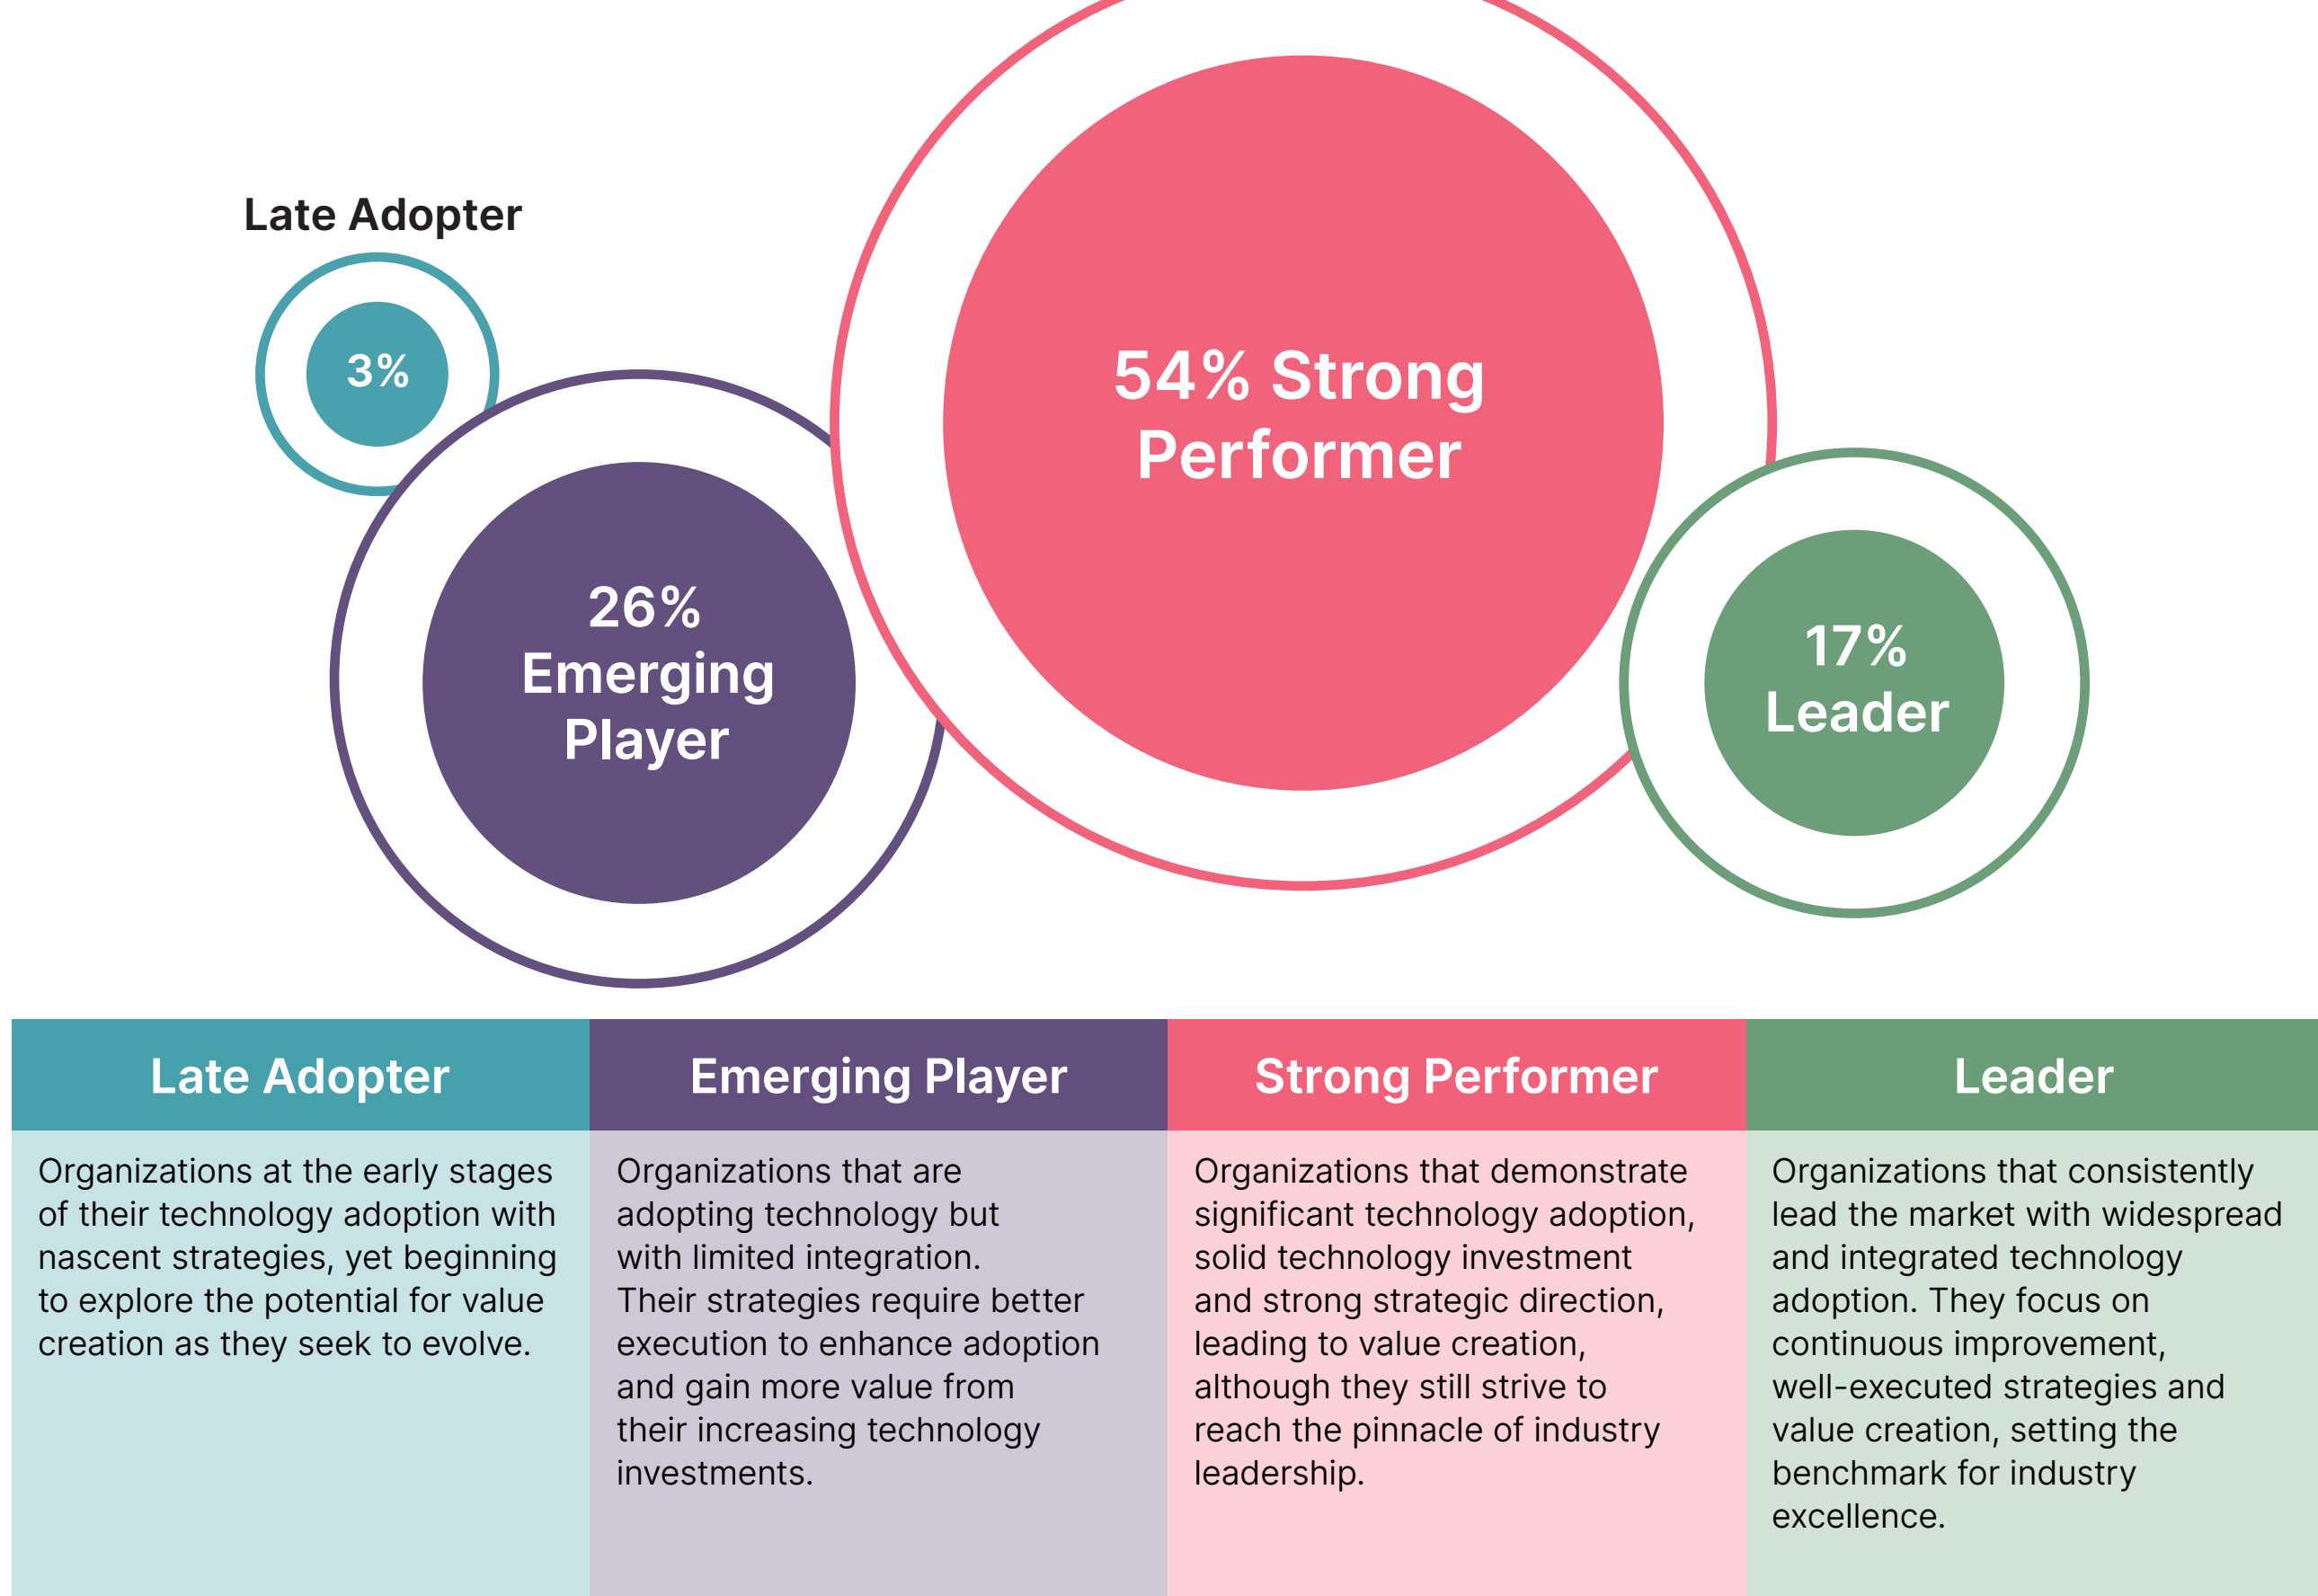 Late Adopter
3%
26%
Emerging
Player
54% Strong
Performer
17%
Leader
Late Adopter
Organizations at the early stages
of their technology adoption with
nascent strategies, yet beginning
to explore the potential for value
creation as they seek to evolve.
Emerging Player
Organizations that are
adopting technology but
with limited integration.
Their strategies require better
execution to enhance adoption
and gain more value from
their increasing technology
investments.
Strong Performer
Organizations that demonstrate
significant technology adoption,
solid technology investment
and strong strategic direction,
leading to value creation,
although they still strive to
reach the pinnacle of industry
leadership.
Leader
Organizations that consistently
lead the market with widespread
and integrated technology
adoption. They focus on
continuous improvement,
well-executed strategies and
value creation, setting the
benchmark for industry
excellence.